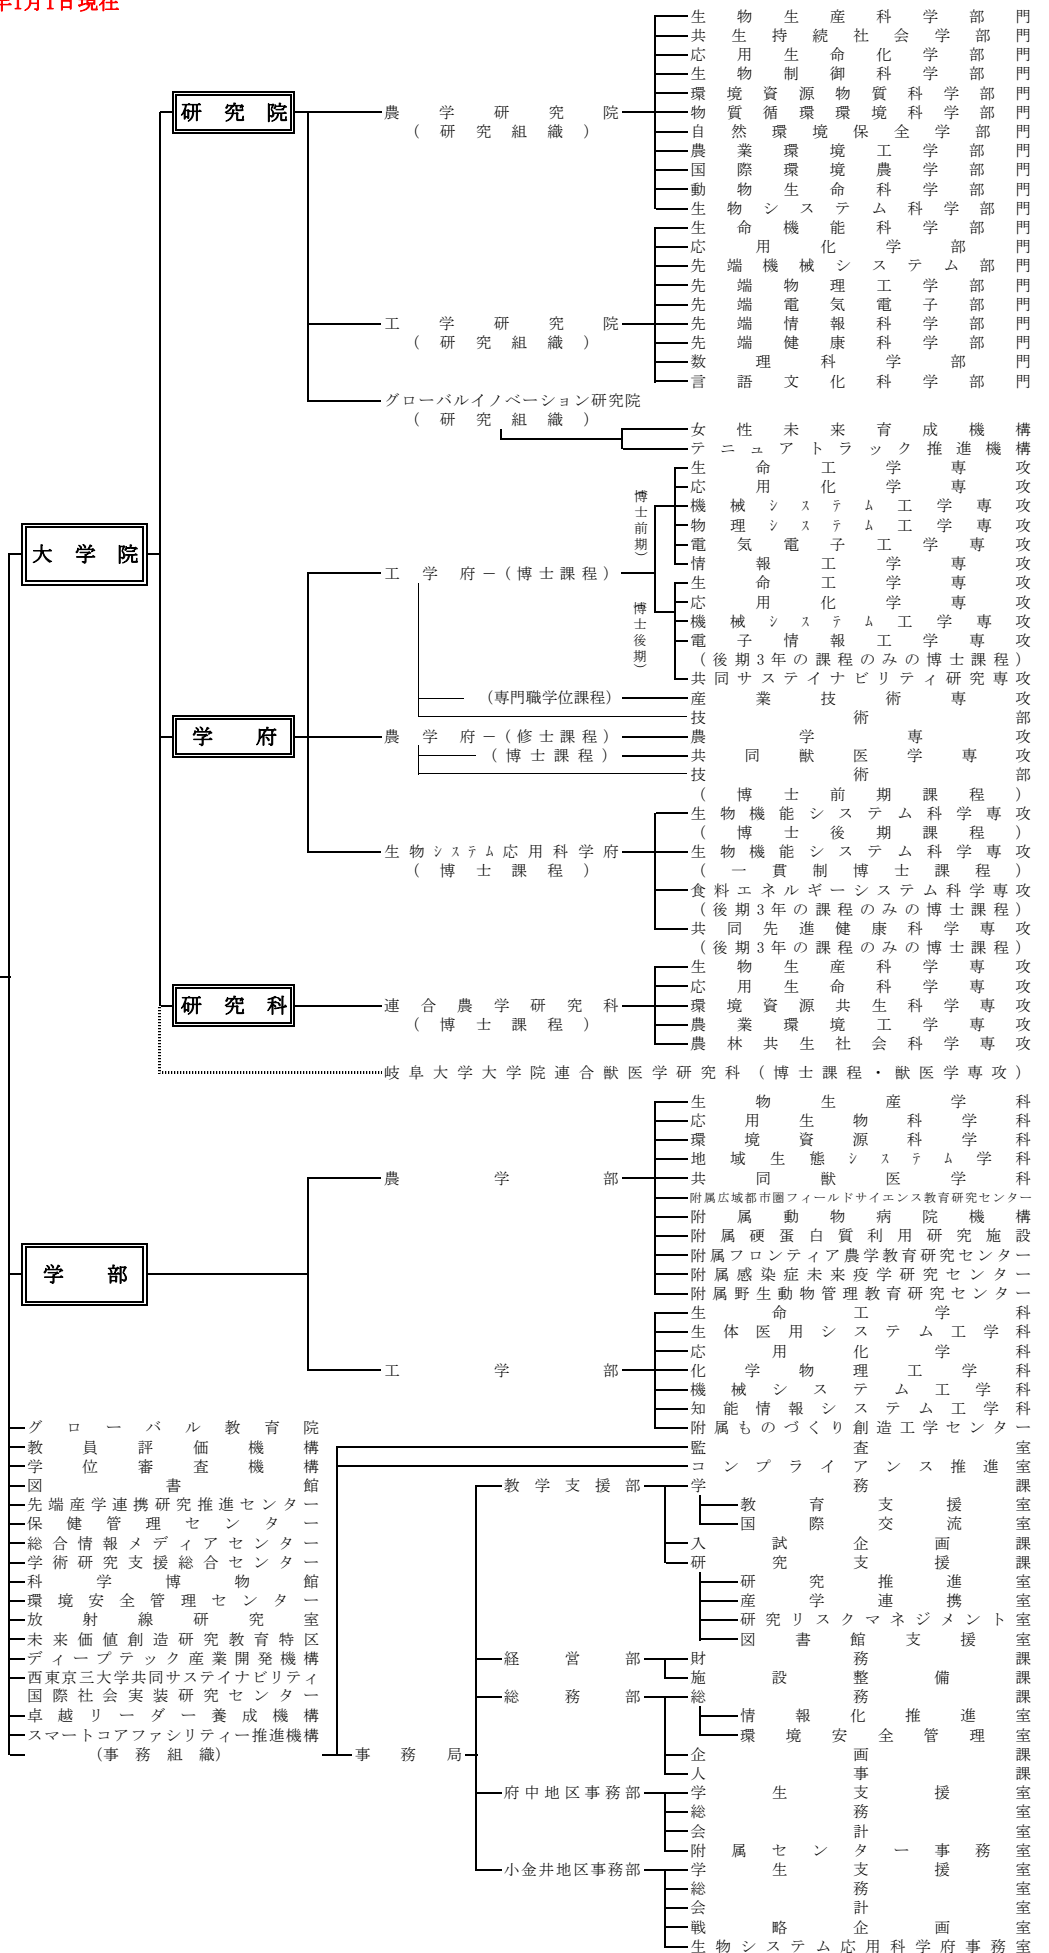 年1月1日現在
大学院
研究院
農学研究院
(研究組織)
生物生産科学部門
共生持続社会学部門
応用生命化学部門
生物制御科学部門
環境資源物質科学部門
物質循環環境科学部門
自然環境保全学部門
農業環境工学部門
国際環境農学部門
動物生命科学部門
生物システム科学部門
工学研究院
(研究組織)
生命機能科学部門
応用化学部門
先端機械システム部門
先端物理工学部門
先端電気電子部門
先端情報科学部門
先端健康科学部門
数理科学部門
言語文化科学部門
グローバルイノベーション研究院
(研究組織)
女性未来育成機構
テニュアトラック推進機構
学府
工学府－(博士課程)
博士前期)
生命工学専攻
応用化学専攻
機械システム工学専攻
物理システム工学専攻
電気電子工学専攻
情報工学専攻
博士後期)
生命工学専攻
応用化学専攻
機械システム工学専攻
電子情報工学専攻
(後期3年の課程のみの博士課程)
共同サステイナビリティ研究専攻
(専門職学位課程)
産業技術専攻
技術部
農学府－(修士課程)
農学専攻
(博士課程)
共同獣医学専攻
技術部
生物システム応用科学府
(博士課程)
(博士前期課程)
生物機能システム科学専攻
(博士後期課程)
生物機能システム科学専攻
(一貫制博士課程)
食料エネルギーシステム科学専攻
(後期3年の課程のみの博士課程)
共同先進健康科学専攻
(後期3年の課程のみの博士課程)
研究科
連合農学研究科
(博士課程)
生物生産科学専攻
応用生命科学専攻
環境資源共生科学専攻
農業環境工学専攻
農林共生社会科学専攻
岐阜大学大学院連合獣医学研究科(博士課程・獣医学専攻)
学部
農学部
生物生産学科
応用生物科学科
環境資源科学科
地域生態システム学科
共同獣医学科
附属広域都市圏フィールドサイエンス教育研究センター
附属動物病院機構
附属硬蛋白質利用研究施設
附属フロンティア農学教育研究センター
附属感染症未来疫学研究センター
附属野生動物管理教育研究センター
工学部
生命工学科
生体医用システム工学科
応用化学科
化学物理工学科
機械システム工学科
知能情報システム工学科
附属ものづくり創造工学センター
グローバル教育院
教員評価機構
学位審査機構
図書館
先端産学連携研究推進センター
保健管理センター
総合情報メディアセンター
学術研究支援総合センター
科学博物館
環境安全管理センター
放射線研究室
未来価値創造研究教育特区
ディープテック産業開発機構
西東京三大学共同サステイナビリティ
国際社会実装研究センター
卓越リーダー養成機構
スマートコアファシリティー推進機構
(事務組織)
事務局
監査室
コンプライアンス推進室
教学支援部
学務課
教育支援室
国際交流室
入試企画課
研究支援課
研究推進室
産学連携室
研究リスクマネジメント室
図書館支援室
経営部
財務課
施設整備課
総務部
総務課
情報化推進室
環境安全管理室
企画課
人事課
府中地区事務部
学生支援室
総務室
会計室
附属センター事務室
小金井地区事務部
学生支援室
総務室
会計室
戦略企画室
生物システム応用科学府事務室